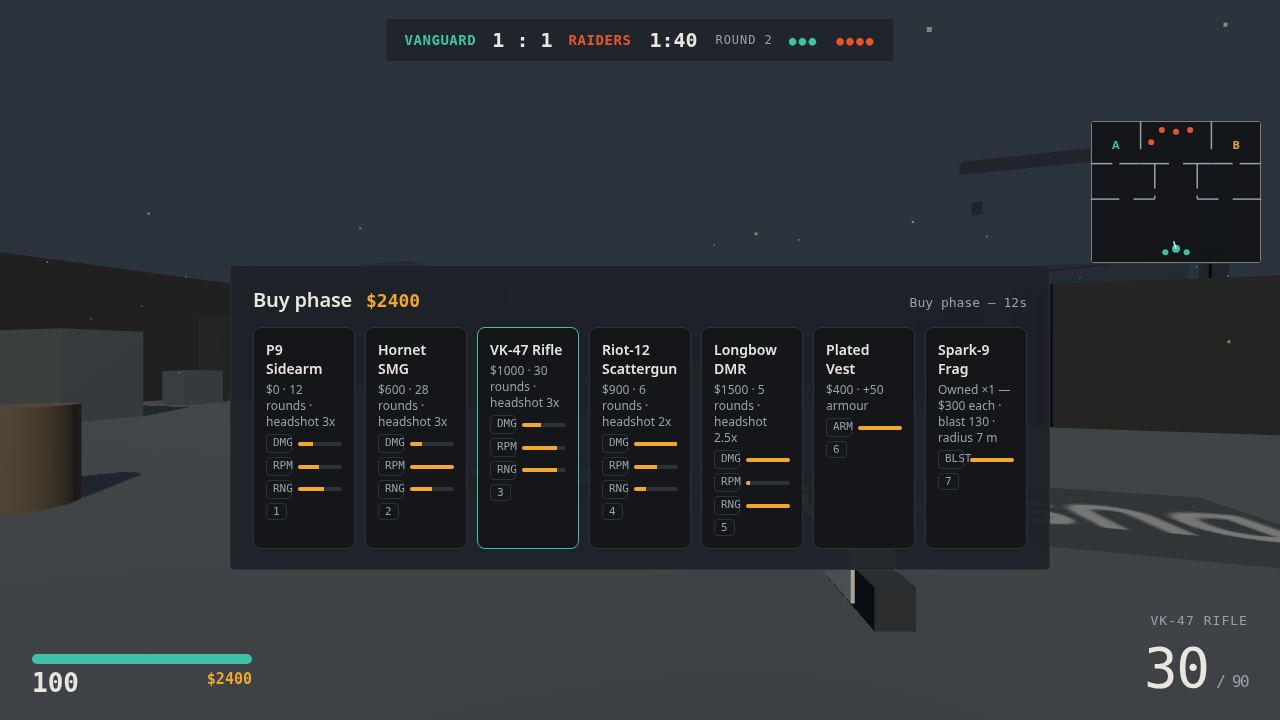 VANGUARD 1 : 1 RAIDERS 1:40 ROUND 2
A B
Buy phase $2400 Buy phase — 12s
P9
Sidearm
$0 · 12
rounds ·
headshot 3x
DMG
RPM
RNG
1
Hornet
SMG
$600 · 28
rounds ·
headshot 3x
DMG
RPM
RNG
2
VK-47 Rifle
$1000 · 30
rounds ·
headshot 3x
DMG
RPM
RNG
3
Riot-12
Scattergun
$900 · 6
rounds ·
headshot 2x
DMG
RPM
RNG
4
Longbow
DMR
$1500 · 5
rounds ·
headshot
2.5x
DMG
RPM
RNG
5
Plated
Vest
$400 · +50
armour
ARM
6
Spark-9
Frag
Owned ×1 —
$300 each ·
blast 130 ·
radius 7 m
BLST
7
VK-47 RIFLE
30 / 90
100 $2400